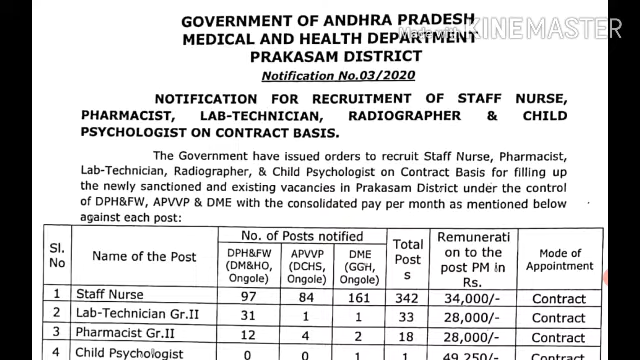 GOVERNMENT OF ANDHRA PRADESH
MEDICAL AND HEALTH DEPARTMENT
Made with KINEMASTER
PRAKASAM DISTRICT
Notification No.03/2020
NOTIFICATION FOR RECRUITMENT OF STAFF NURSE,
PHARMACIST, LAB-TECHNICIAN, RADIOGRAPHER & CHILD
PSYCHOLOGIST ON CONTRACT BASIS.
The Government have issued orders to recruit Staff Nurse, Pharmacist,
Lab-Technician, Radiographer, & Child Psychologist on Contract Basis for filling up
the newly sanctioned and existing vacancies in Prakasam District under the control
of DPH&FW, APVVP & DME with the consolidated pay per month as mentioned below
against each post:
Sl. No Name of the Post No. of Posts notified Total Post s Remunerati on to the post PM in Rs. Mode of Appointment
DPH&FW (DM&HO, Ongole) APVVP (DCHS, Ongole) DME (GGH, Ongole)
1 Staff Nurse 97 84 161 342 34,000/- Contract
2 Lab-Technician Gr.II 31 1 1 33 28,000/- Contract
3 Pharmacist Gr.II 12 4 2 18 28,000/- Contract
4 Child Psychologist 0 0 1 1 49,250/- Contract